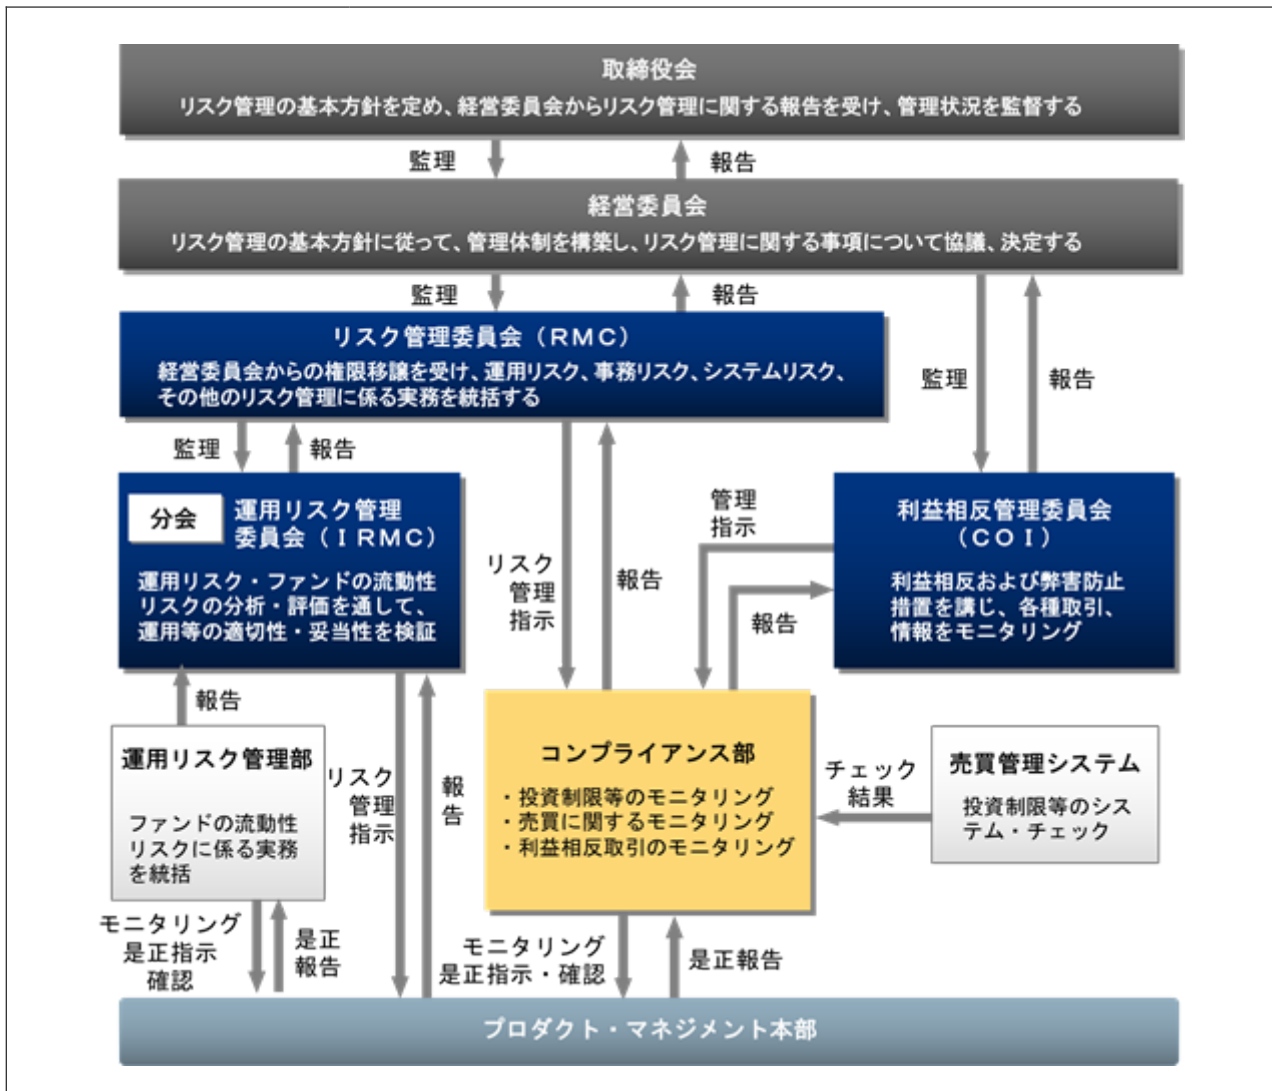 取締役会
リスク管理の基本方針を定め、経営委員会からリスク管理に関する報告を受け、管理状況を監督する
監理
報告
経営委員会
リスク管理の基本方針に従って、管理体制を構築し、リスク管理に関する事項について協議、決定する
監理
報告
リスク管理委員会（ＲＭＣ）
経営委員会からの権限移譲を受け、運用リスク、事務リスク、システムリスク、
その他のリスク管理に係る実務を統括する
監理
報告
監理
報告
分会
運用リスク管理
委員会（ＩＲＭＣ）
運用リスク・ファンドの流動性
リスクの分析・評価を通して、
運用等の適切性・妥当性を検証
リスク
管理
指示
報告
管理
指示
報告
利益相反管理委員会
（ＣＯＩ）
利益相反および弊害防止
措置を講じ、各種取引、
情報をモニタリング
報告
運用リスク管理部
ファンドの流動性
リスクに係る実務
を統括
リスク
管理
指示
報告
コンプライアンス部
・投資制限等のモニタリング
・売買に関するモニタリング
・利益相反取引のモニタリング
チェック
結果
売買管理システム
投資制限等のシス
テム・チェック
モニタリング
是正指示
確認
是正
報告
モニタリング
是正指示・確認
是正報告
プロダクト・マネジメント本部